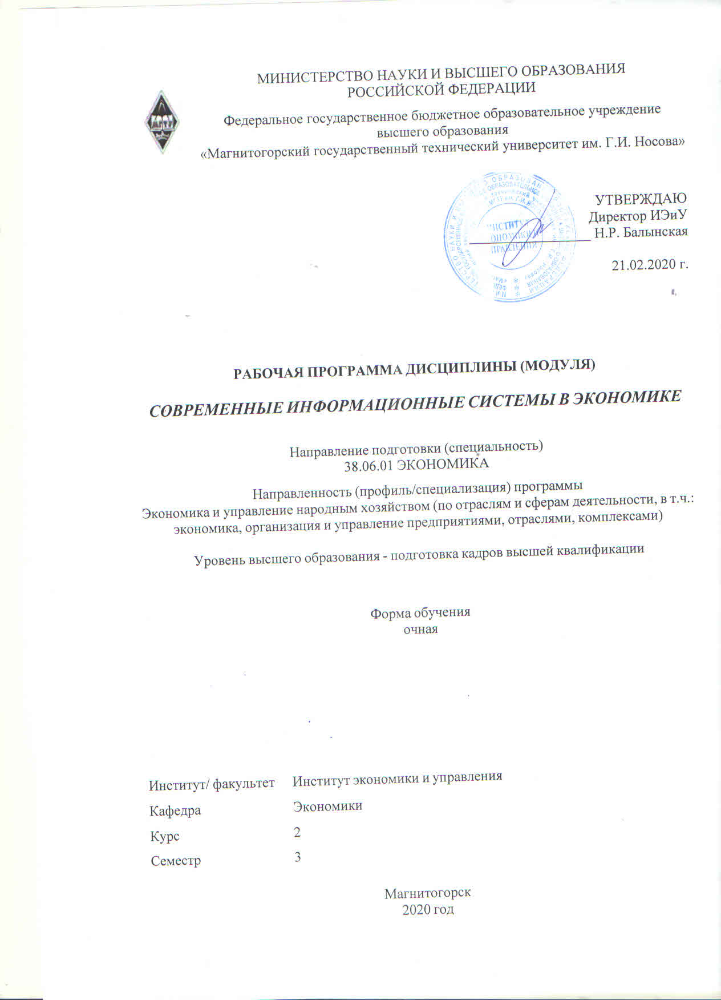 МИНИСТЕРСТВО НАУКИ И ВЫСШЕГО ОБРАЗОВАНИЯ
РОССИЙСКОЙ ФЕДЕРАЦИИ
Федеральное государственное бюджетное образовательное учреждение
высшего образования
«Магнитогорский государственный технический университет им. Г.И. Носова»
УТВЕРЖДАЮ
Директор ИЭиУ
Н.Р. Балынская
21.02.2020 г.
РАБОЧАЯ ПРОГРАММА ДИСЦИПЛИНЫ (МОДУЛЯ)
СОВРЕМЕННЫЕ ИНФОРМАЦИОННЫЕ СИСТЕМЫ В ЭКОНОМИКЕ
Направление подготовки (специальность)
38.06.01 ЭКОНОМИКА
Направленность (профиль/специализация) программы
Экономика и управление народным хозяйством (по отраслям и сферам деятельности, в т.ч.:
экономика, организация и управление предприятиями, отраслями, комплексами)
Уровень высшего образования - подготовка кадров высшей квалификации
Форма обучения
очная
Институт/ факультет Институт экономики и управления
Кафедра Экономики
Курс 2
Семестр 3
Магнитогорск
2020 год